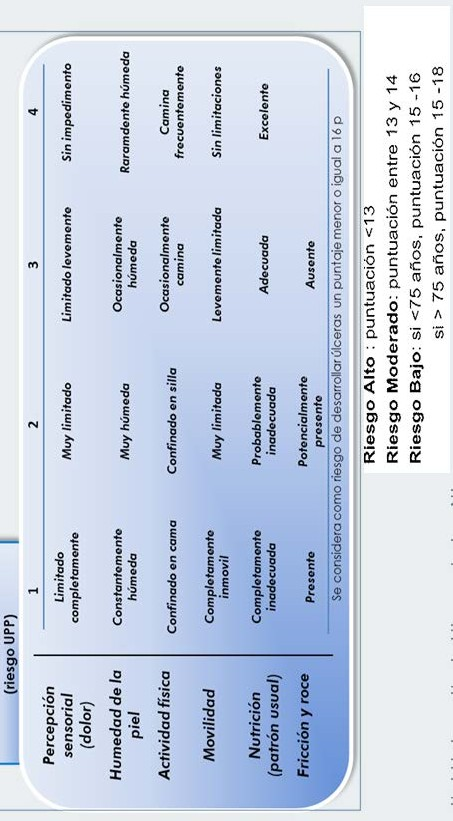 (riesgo UPP)
1 2 3 4
Percepción
sensorial
(dolor)
Limitado
completamente
Muy limitado
Limitado levemente
Sin impedimento
Humedad de la
piel
Constantemente
húmeda
Muy húmeda
Ocasionalmente
húmeda
Raramdente húmeda
Actividad física
Confinado en cama
Confinado en silla
Ocasionalmente
camina
Camina
frecuentemente
Movilidad
Completamente
inmovil
Muy limitada
Levemente limitada
Sin limitaciones
Nutrición
(patrón usual)
Completamente
inadecuada
Probablemente
inadecuada
Adecuada
Excelente
Fricción y roce
Presente
Potencialmente
presente
Ausente
Se considera como riesgo de desarrollar úlceras un puntaje menor o igual a 16 p
Riesgo Alto : puntuación <13
Riesgo Moderado: puntuación entre 13 y 14
Riesgo Bajo: si <75 años, puntuación 15 -16
si > 75 años, puntuación 15 -18